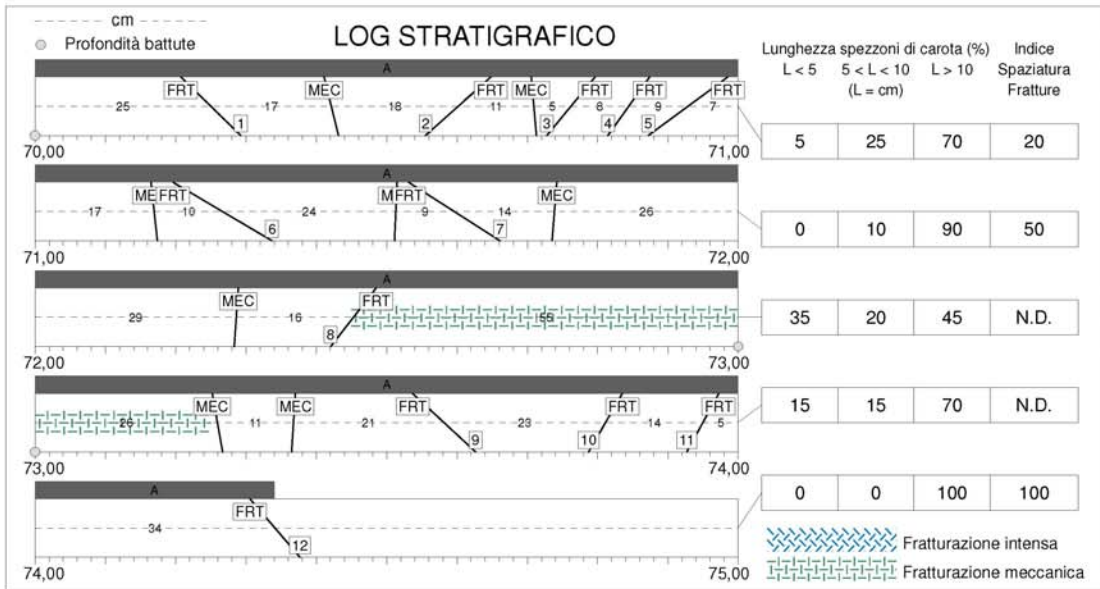 cm
Profondità battute
LOG STRATIGRAFICO
Lunghezza spezzoni di carota (%)
L < 5
5 < L < 10
L > 10
(L = cm)
Indice
Spaziatura
Fratture
A
FRT MEC FRT MEC FRT FRT FRT
25 17 18 11 5 8 9 7
1 2 3 4 5
70,00 71,00
5 25 70 20
A
FRT MEC
17 10 24 9 14 26
6 7
71,00 72,00
0 10 90 50
A
MEC FRT
29 16 55
8
72,00 73,00
35 20 45 N.D.
A
MEC MEC FRT FRT FRT
26 11 21 23 14 5
9 10 11
73,00 74,00
15 15 70 N.D.
A
FRT
34
12
74,00 75,00
0 0 100 100
Fratturazione intensa
Fratturazione meccanica